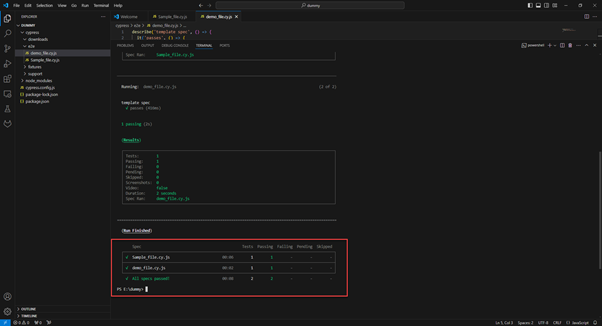 File Edit Selection View Go Run Terminal Help
dummy
EXPLORER
DUMMY
cypress
downloads
e2e
demo_file.cy.js
Sample_file.cy.js
fixtures
support
node_modules
cypress.config.js
package-lock.json
package.json
OUTLINE
TIMELINE
Welcome Sample_file.cy.js demo_file.cy.js
cypress > e2e > demo_file.cy.js > ...
1 describe('template spec', () => {
2 it('passes', () => {
PROBLEMS OUTPUT DEBUG CONSOLE TERMINAL PORTS
powershell
Spec Ran: Sample_file.cy.js
Running: demo_file.cy.js (2 of 2)
template spec
√ passes
1 passing (2s)
(Results)
Tests: 1
Passing: 1
Failing: 0
Pending: 0
Skipped: 0
Screenshots: 0
Video: false
Duration: 2 seconds
Spec Ran: demo_file.cy.js
(Run Finished)
Spec Tests Passing Failing Pending Skipped
√ Sample_file.cy.js 1 1 - - -
√ demo_file.cy.js 00:02 1 1 - - -
√ All specs passed! 2 2 - - -
PS E:\dummy>
Ln 1, Col 1 Spaces: 2 UTF-8 CRLF JavaScript